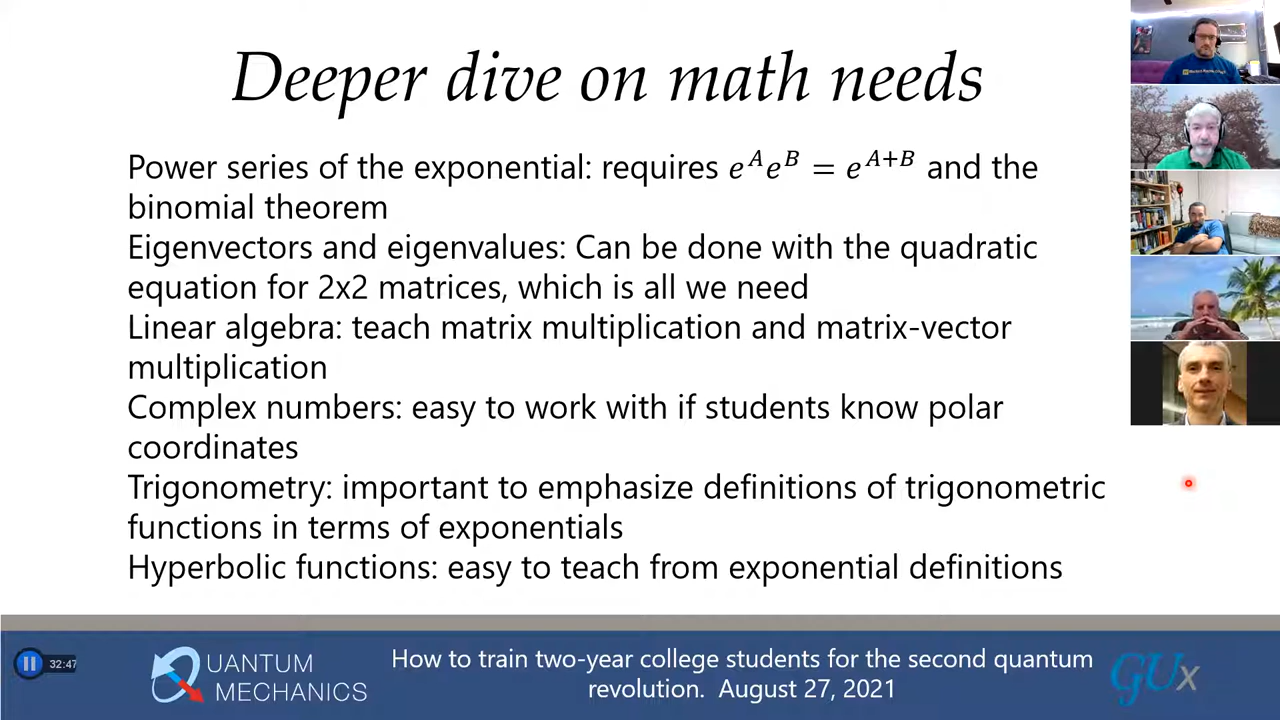 Deeper dive on math needs
Power series of the exponential: requires e^A e^B = e^{A+B} and the
binomial theorem
Eigenvectors and eigenvalues: Can be done with the quadratic
equation for 2x2 matrices, which is all we need
Linear algebra: teach matrix multiplication and matrix-vector
multiplication
Complex numbers: easy to work with if students know polar
coordinates
Trigonometry: important to emphasize definitions of trigonometric
functions in terms of exponentials
Hyperbolic functions: easy to teach from exponential definitions
32:47
QUANTUM
MECHANICS
How to train two-year college students for the second quantum
revolution. August 27, 2021
GUx